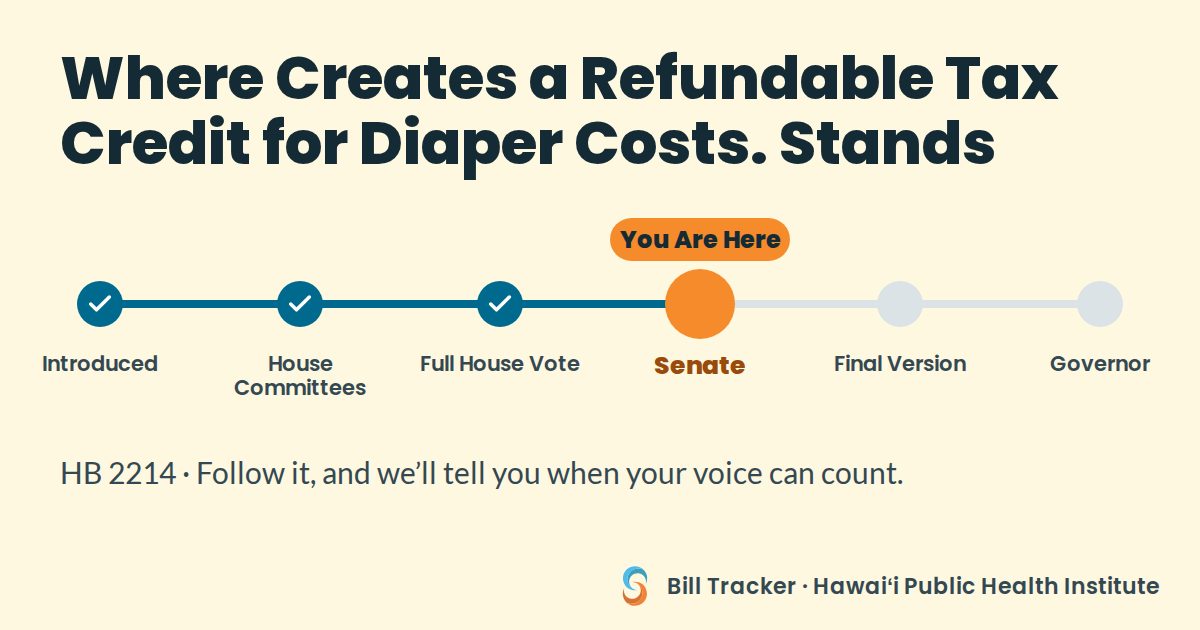 Where Creates a Refundable Tax
Credit for Diaper Costs. Stands
You Are Here
Introduced
House
Committees
Full House Vote
Senate
Final Version
Governor
HB 2214 · Follow it, and we’ll tell you when your voice can count.
Bill Tracker · Hawaiʻi Public Health Institute